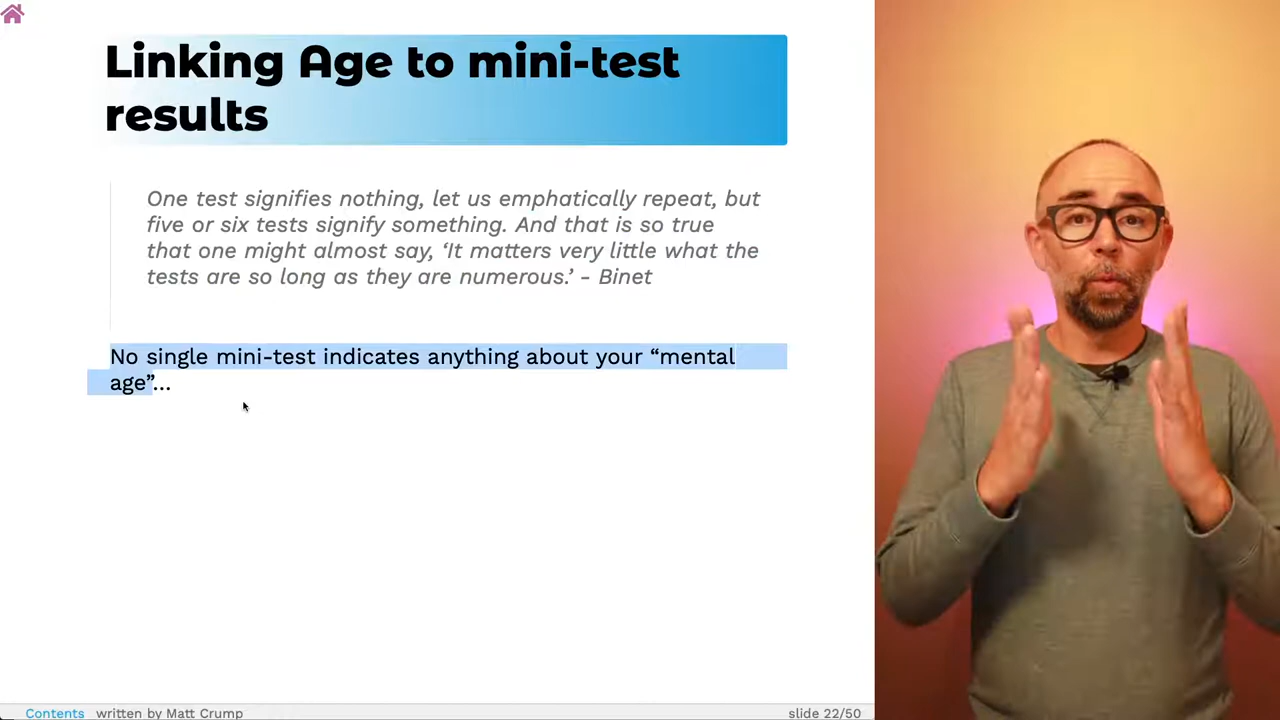 Linking Age to mini-test
results
One test signifies nothing, let us emphatically repeat, but
five or six tests signify something. And that is so true
that one might almost say, ‘It matters very little what the
tests are so long as they are numerous.’ - Binet
No single mini-test indicates anything about your “mental
age”...
Contents written by Matt Crump slide 22/50